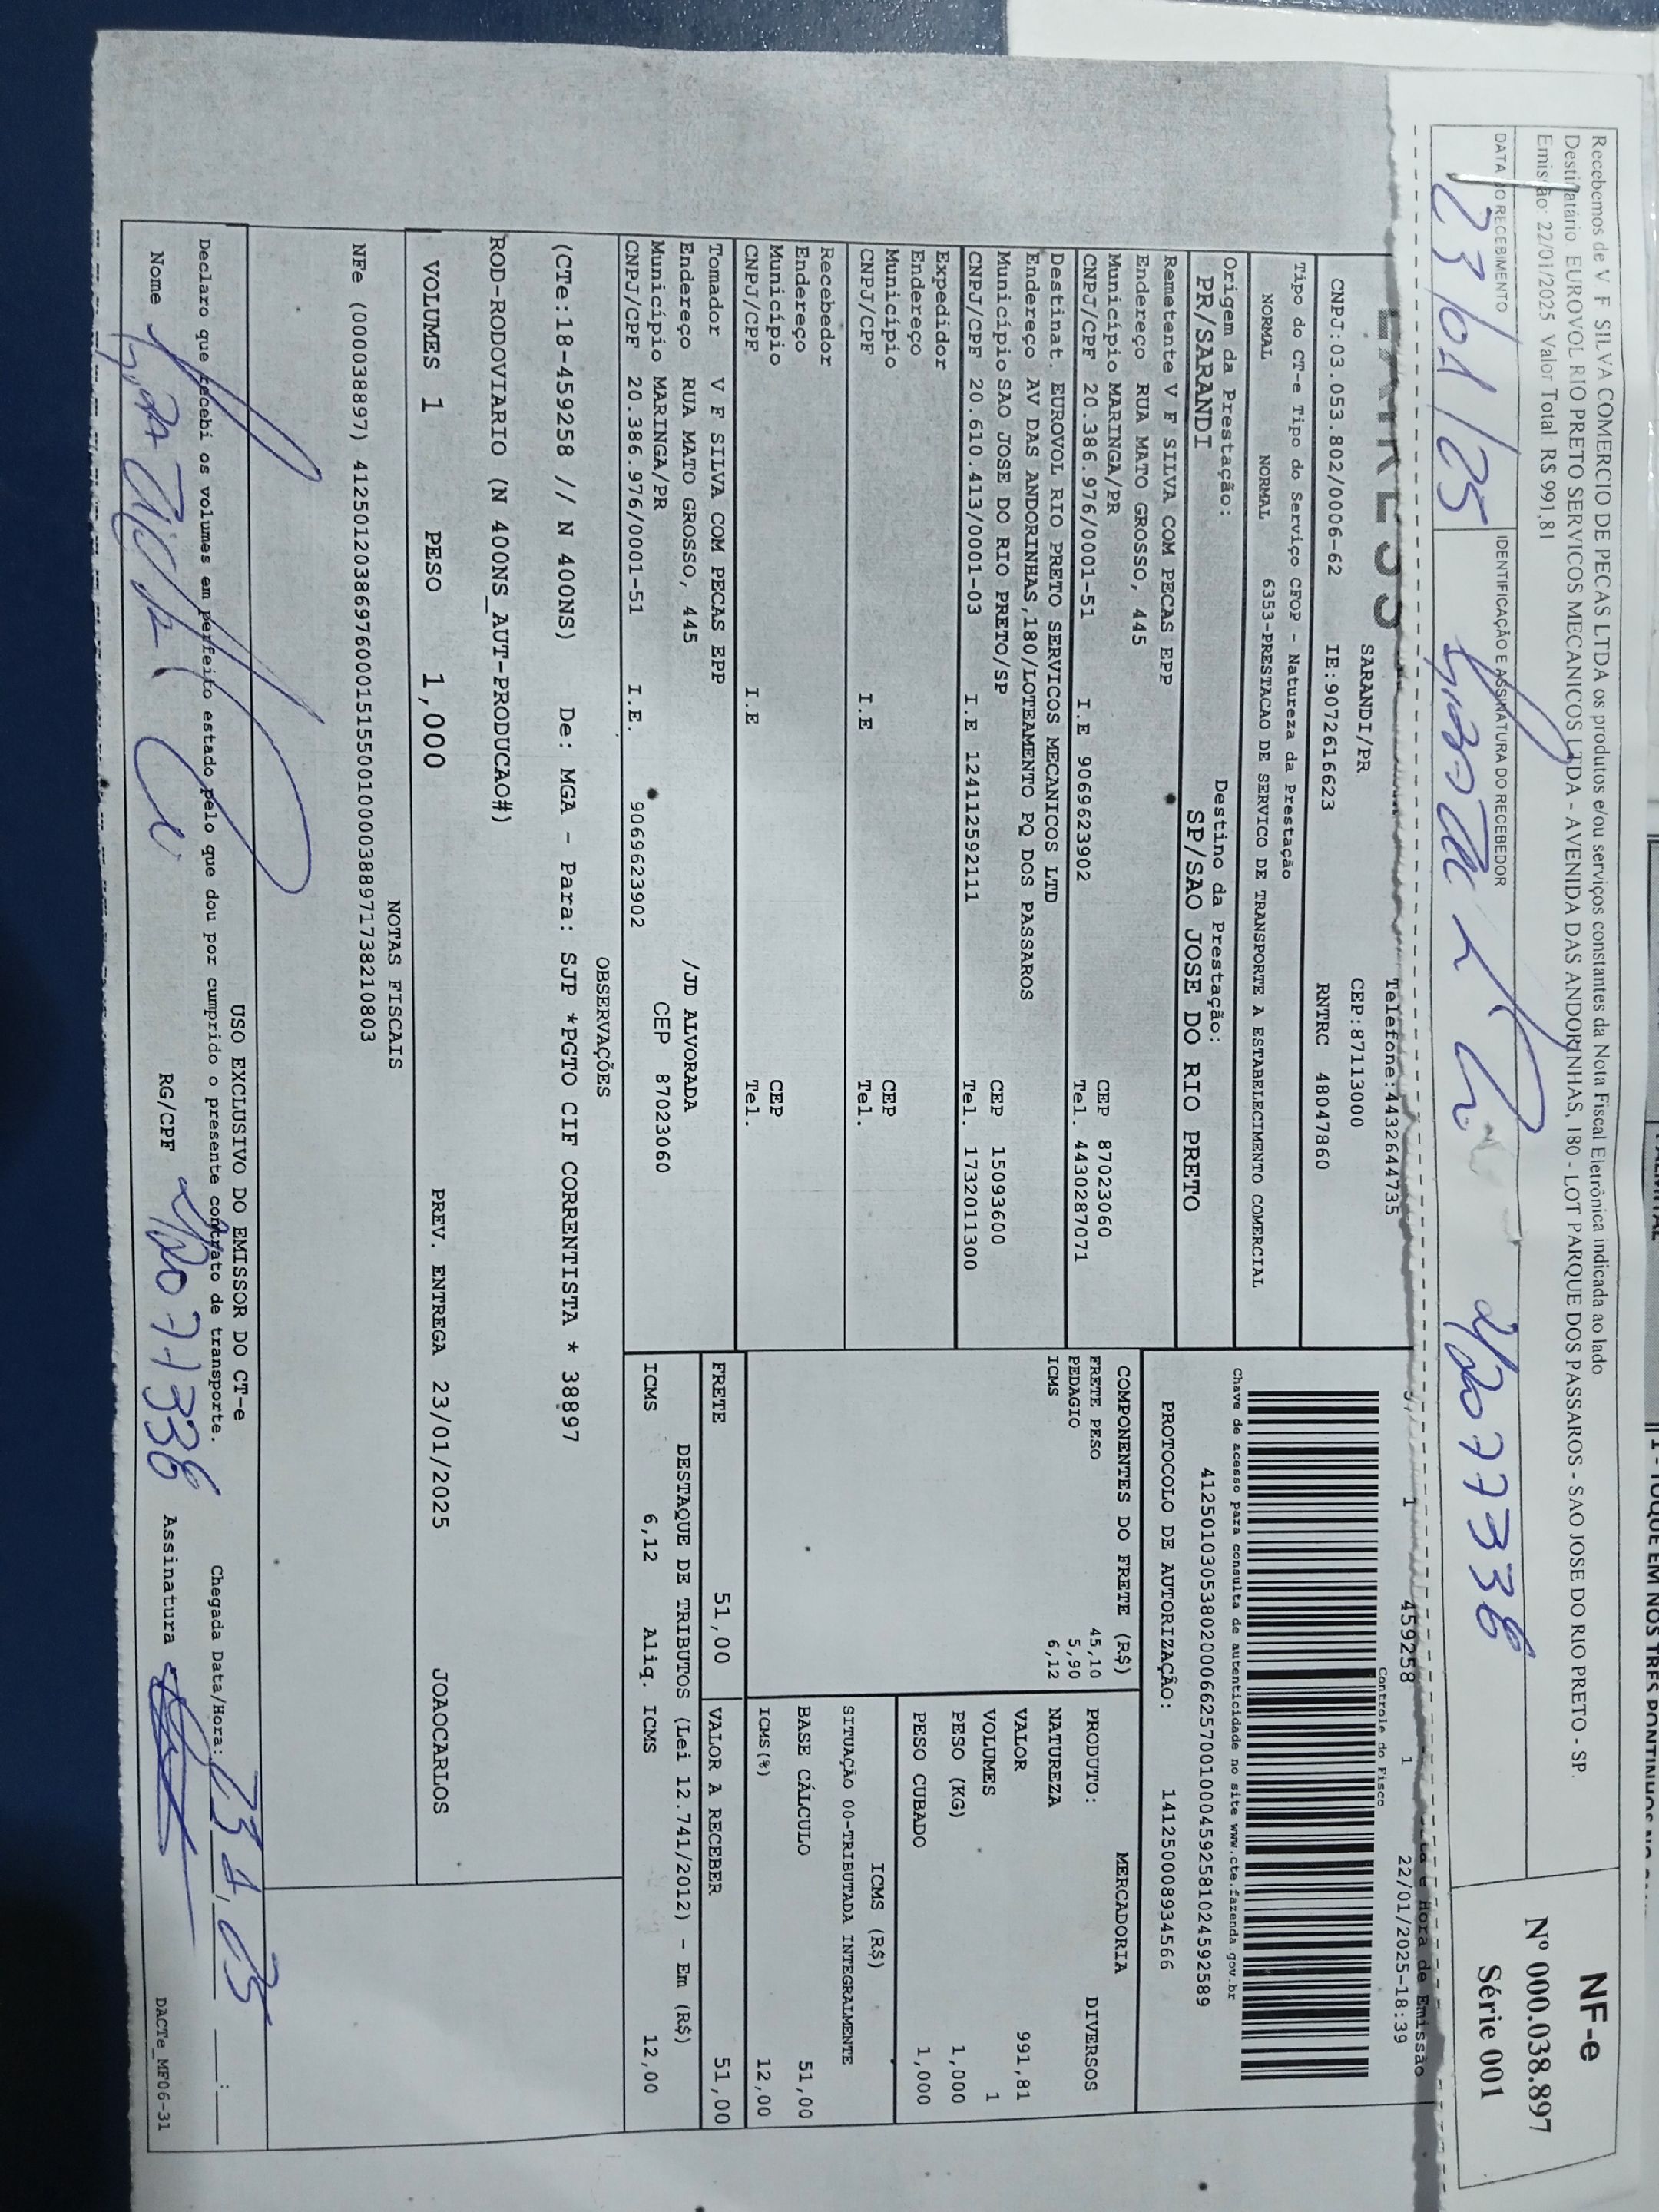 Recebemos de V F SILVA COMERCIO DE PECAS LTDA os produtos e/ou serviços constantes da Nota Fiscal Eletrônica indicada ao lado
Destinatário EUROVOL RIO PRETO SERVICOS MECANICOS LTDA - AVENIDA DAS ANDORINHAS, 180 - LOT PARQUE DOS PASSAROS - SAO JOSE DO RIO PRETO - SP.
Emissão: 22/01/2025 Valor Total: R$ 991,81
DATA DO RECEBIMENTO
IDENTIFICAÇÃO E ASSINATURA DO RECEBEDOR
23/01/25
NF-e
Nº 000.038.897
Série 001
Hora de Emissão
1 459258 1 22/01/2025-18:39
SARANDI/PR
Telefone:4432644735
CNPJ:03.053.802/0006-62 IE:9072616623
CEP:87113000
RNTRC 48047860
Tipo do CT-e Tipo do Serviço CFOP - Natureza da Prestação
NORMAL NORMAL 6353-PRESTACAO DE SERVICO DE TRANSPORTE A ESTABELECIMENTO COMERCIAL
Controle do Fisco
Chave de acesso para consulta de autenticidade no site www.cte.fazenda.gov.br
41250103053802000662570010004592581024592589
PROTOCOLO DE AUTORIZAÇÃO: 141250008934566
Origem da Prestação:
PR/SARANDI
Destino da Prestação:
SP/SAO JOSE DO RIO PRETO
Remetente V F SILVA COM PECAS EPP
Endereço RUA MATO GROSSO, 445
Município MARINGA/PR CEP 87023060
CNPJ/CPF 20.386.976/0001-51 I.E 9069623902 Tel. 4430287071
Destinat. EUROVOL RIO PRETO SERVICOS MECANICOS LTD
Endereço AV DAS ANDORINHAS,180/LOTEAMENTO PQ DOS PASSAROS
Município SAO JOSE DO RIO PRETO/SP CEP 15093600
CNPJ/CPF 20.610.413/0001-03 I.E 124112592111 Tel. 1732011300
Expedidor
Endereço
Município CEP
CNPJ/CPF I.E Tel.
Recebedor
Endereço
Município CEP
CNPJ/CPF I.E Tel.
Tomador V F SILVA COM PECAS EPP
Endereço RUA MATO GROSSO, 445 /JD ALVORADA
Município MARINGA/PR CEP 87023060
CNPJ/CPF 20.386.976/0001-51 I.E. 9069623902
COMPONENTES DO FRETE (R$)
FRETE PESO 45,10
PEDAGIO 5,90
ICMS 6,12
MERCADORIA
PRODUTO: DIVERSOS
NATUREZA
VALOR 991,81
VOLUMES 1
PESO (KG) 1,000
PESO CUBADO 1,000
ICMS (R$)
SITUAÇÃO 00-TRIBUTADA INTEGRALMENTE
BASE CÁLCULO 51,00
ICMS(%) 12,00
FRETE 51,00 VALOR A RECEBER 51,00
DESTAQUE DE TRIBUTOS (Lei 12.741/2012) - Em (R$)
ICMS 6,12 Aliq. ICMS 12,00
OBSERVAÇÕES
(CTe:18-459258 // N 400NS) De: MGA - Para: SJP *PGTO CIF CORRENTISTA * 38897
ROD-RODOVIARIO (N 400NS_AUT-PRODUCAO#)
VOLUMES 1 PESO 1,000 PREV. ENTREGA 23/01/2025 JOAOCARLOS
NOTAS FISCAIS
NFe (000038897) 41250120386976000151550010000388971738210803
USO EXCLUSIVO DO EMISSOR DO CT-e
Declaro que recebi os volumes em perfeito estado pelo que dou por cumprido o presente contrato de transporte. Chegada Data/Hora:
Nome RG/CPF Assinatura
DACTe_MF06-31